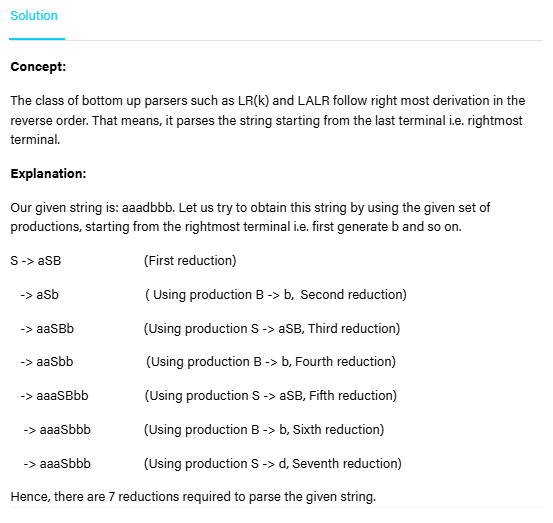 Solution
Concept:
The class of bottom up parsers such as LR(k) and LALR follow right most derivation in the
reverse order. That means, it parses the string starting from the last terminal i.e. rightmost
terminal.
Explanation:
Our given string is: aaadbbb. Let us try to obtain this string by using the given set of
productions, starting from the rightmost terminal i.e. first generate b and so on.
S -> aSB (First reduction)
-> aSb ( Using production B -> b, Second reduction)
-> aaSBb (Using production S -> aSB, Third reduction)
-> aaSbb (Using production B -> b, Fourth reduction)
-> aaaSBbb (Using production S -> aSB, Fifth reduction)
-> aaaSbbb (Using production B -> b, Sixth reduction)
-> aaaSbbb (Using production S -> d, Seventh reduction)
Hence, there are 7 reductions required to parse the given string.